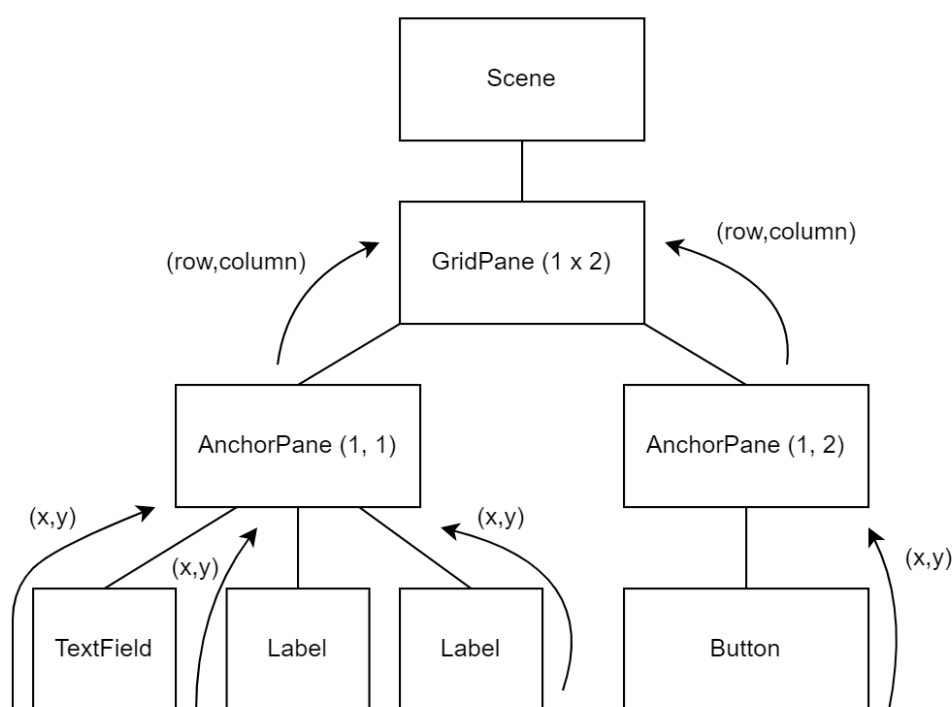 Scene
(row,column)
(row,column)
GridPane (1 x 2)
AnchorPane (1, 1)
AnchorPane (1, 2)
(x,y)
(x,y)
(x,y)
(x,y)
TextField
Label
Label
Button